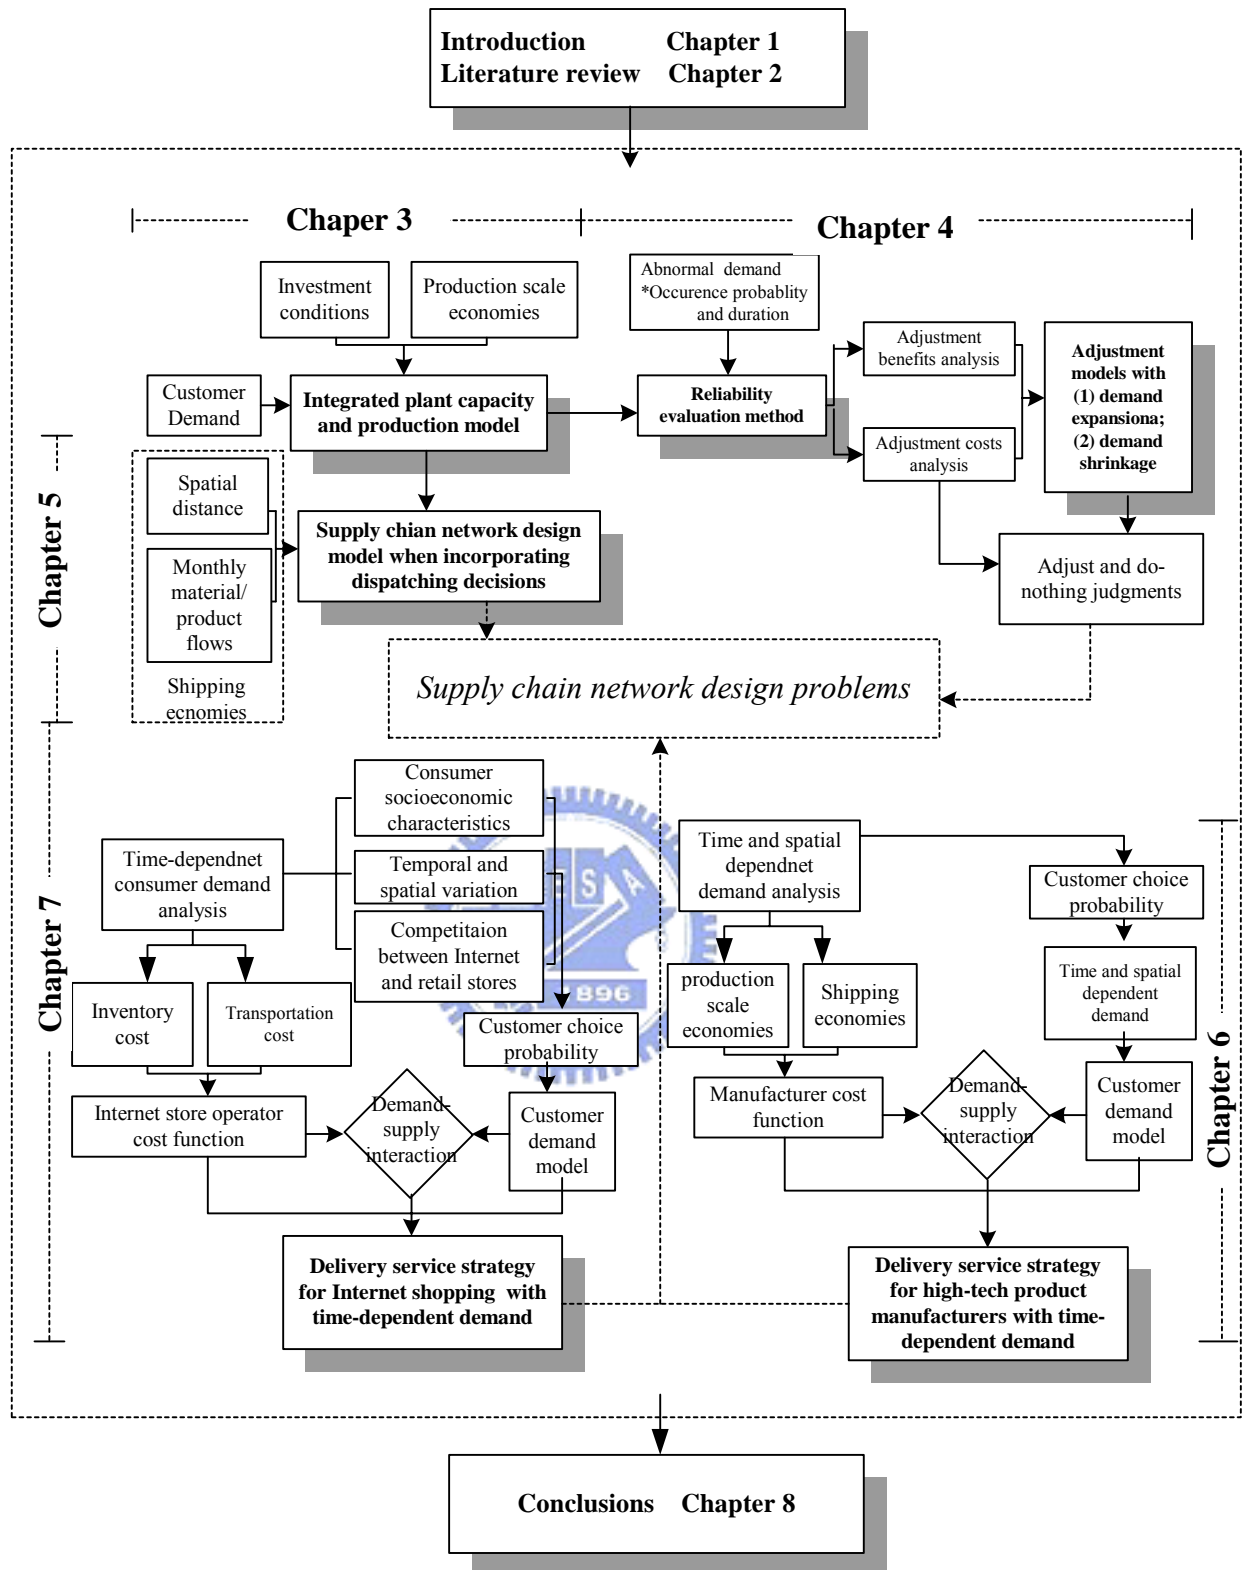 Introduction Chapter 1
Literature review Chapter 2
Chaper 3
Chapter 4
Investment
conditions
Production scale
economies
Abnormal demand
*Occurence probablity
and duration
Adjustment
benefits analysis
Adjustment
models with
(1) demand
expansiona;
(2) demand
shrinkage
Customer
Demand
Integrated plant capacity
and production model
Reliability
evaluation method
Adjustment costs
analysis
Chapter 5
Spatial
distance
Monthly
material/
product
flows
Shipping
ecnomies
Supply chian network design
model when incorporating
dispatching decisions
Adjust and do-
nothing judgments
Supply chain network design problems
Chapter 7
Time-dependnet
consumer demand
analysis
Consumer
socioeconomic
characteristics
Temporal and
spatial variation
Competitaion
between Internet
and retail stores
Inventory
cost
Transportation
cost
Customer choice
probability
Internet store operator
cost function
Demand-
supply
interaction
Customer
demand
model
Delivery service strategy
for Internet shopping with
time-dependent demand
Chapter 6
Time and spatial
dependnet
demand analysis
Customer choice
probability
production
scale
economies
Shipping
economies
Time and spatial
dependent
demand
Manufacturer cost
function
Demand-
supply
interaction
Customer
demand
model
Delivery service strategy
for high-tech product
manufacturers with time-
dependent demand
ESA
1896
Conclusions Chapter 8